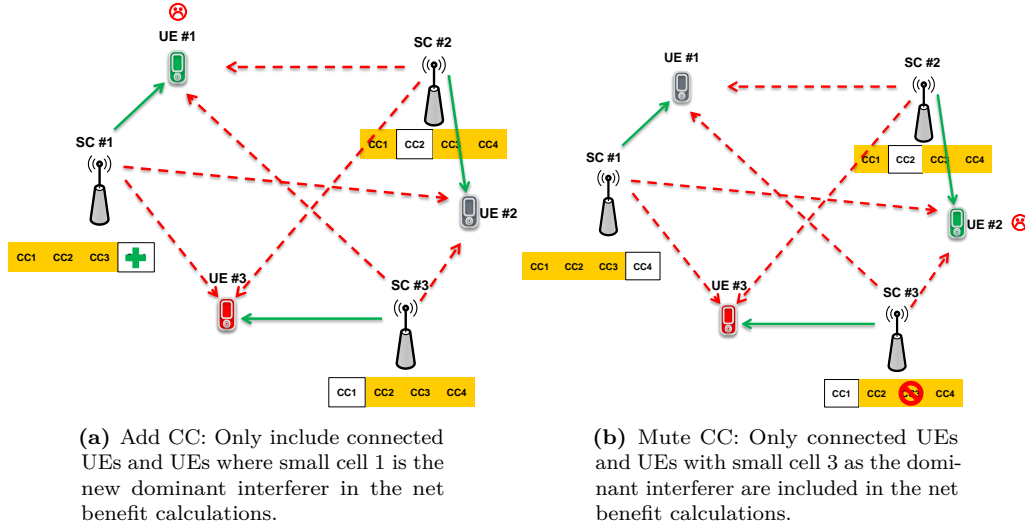 UE #1
SC #2
CC1 CC2 CC3 CC4
SC #1
UE #2
CC1 CC2 CC3
UE #3
SC #3
CC1 CC2 CC3 CC4
(a) Add CC: Only include connected
UEs and UEs where small cell 1 is the
new dominant interferer in the net
benefit calculations.
UE #1
SC #2
CC1 CC2 CC3 CC4
SC #1
UE #2
CC1 CC2 CC3 CC4
UE #3
SC #3
CC1 CC2 CC3 CC4
(b) Mute CC: Only connected UEs
and UEs with small cell 3 as the domi-
nant interferer are included in the net
benefit calculations.